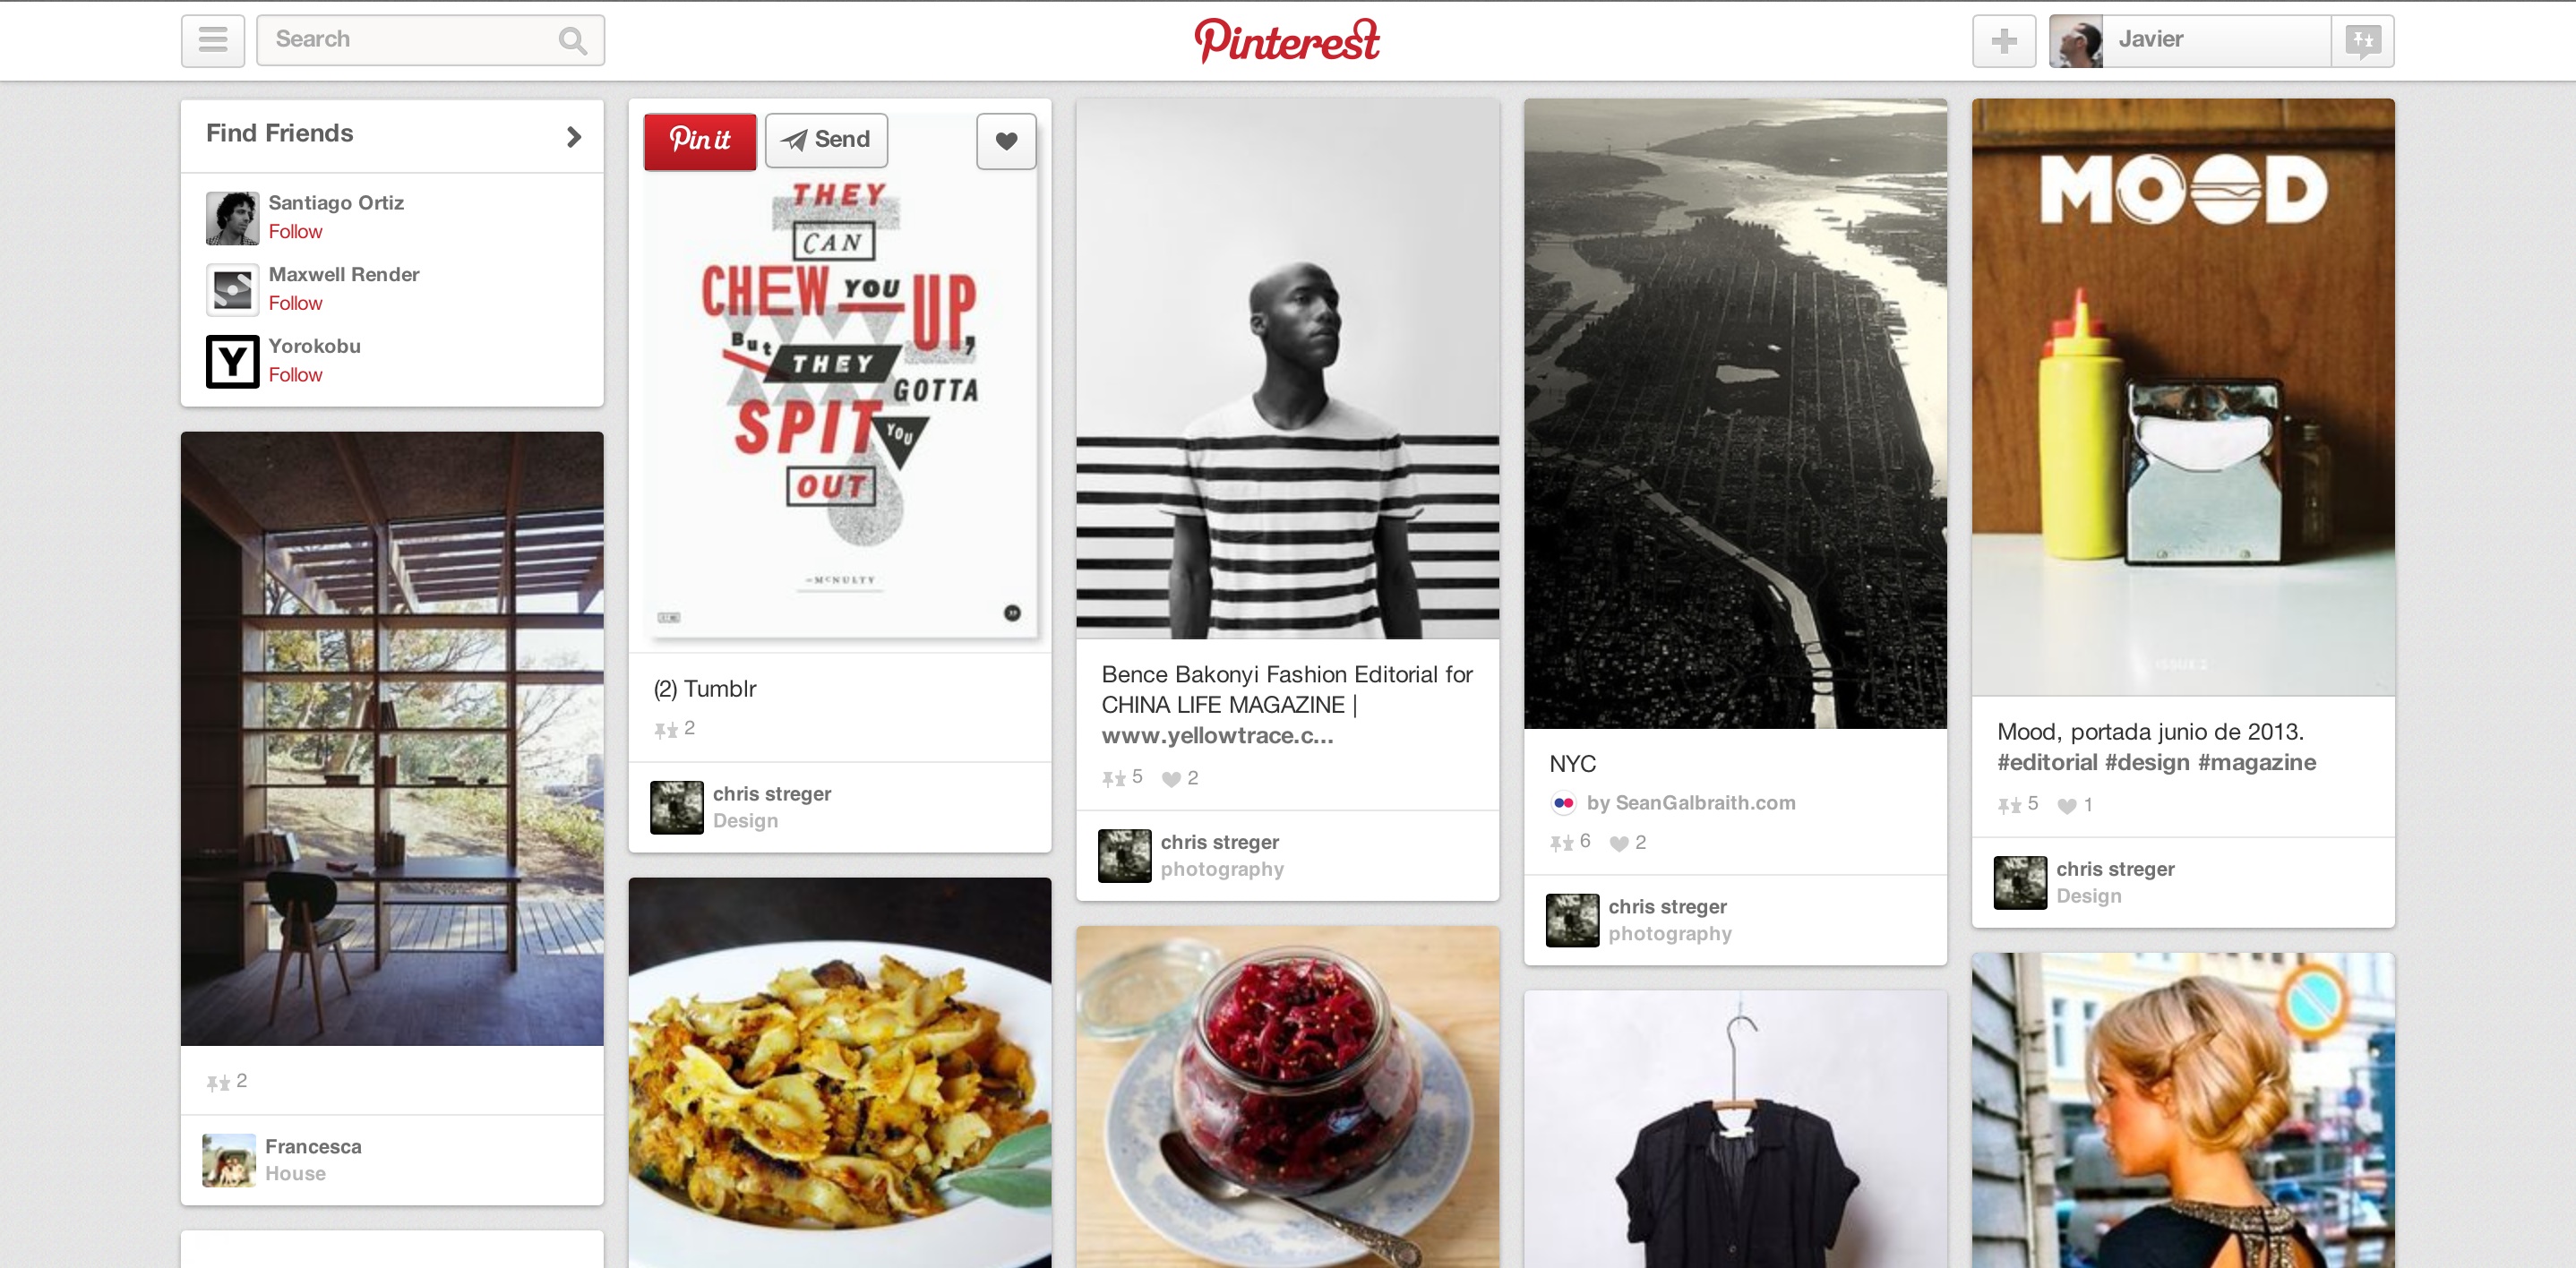 Search
Pinterest
Javier
Find Friends
Santiago Ortiz
Follow
Maxwell Render
Follow
Y
Yorokobu
Follow
2
Francesca
House
Pin it
Send
THEY
CAN
CHEW YOU UP,
But THEY
GOTTA
SPIT YOU
OUT
-McNULTY
(2) Tumblr
2
chris streger
Design
Bence Bakonyi Fashion Editorial for
CHINA LIFE MAGAZINE |
www.yellowtrace.c...
5 2
chris streger
photography
NYC
by SeanGalbraith.com
6 2
chris streger
photography
MOOD
ISSUE 2
Mood, portada junio de 2013.
#editorial #design #magazine
5 1
chris streger
Design